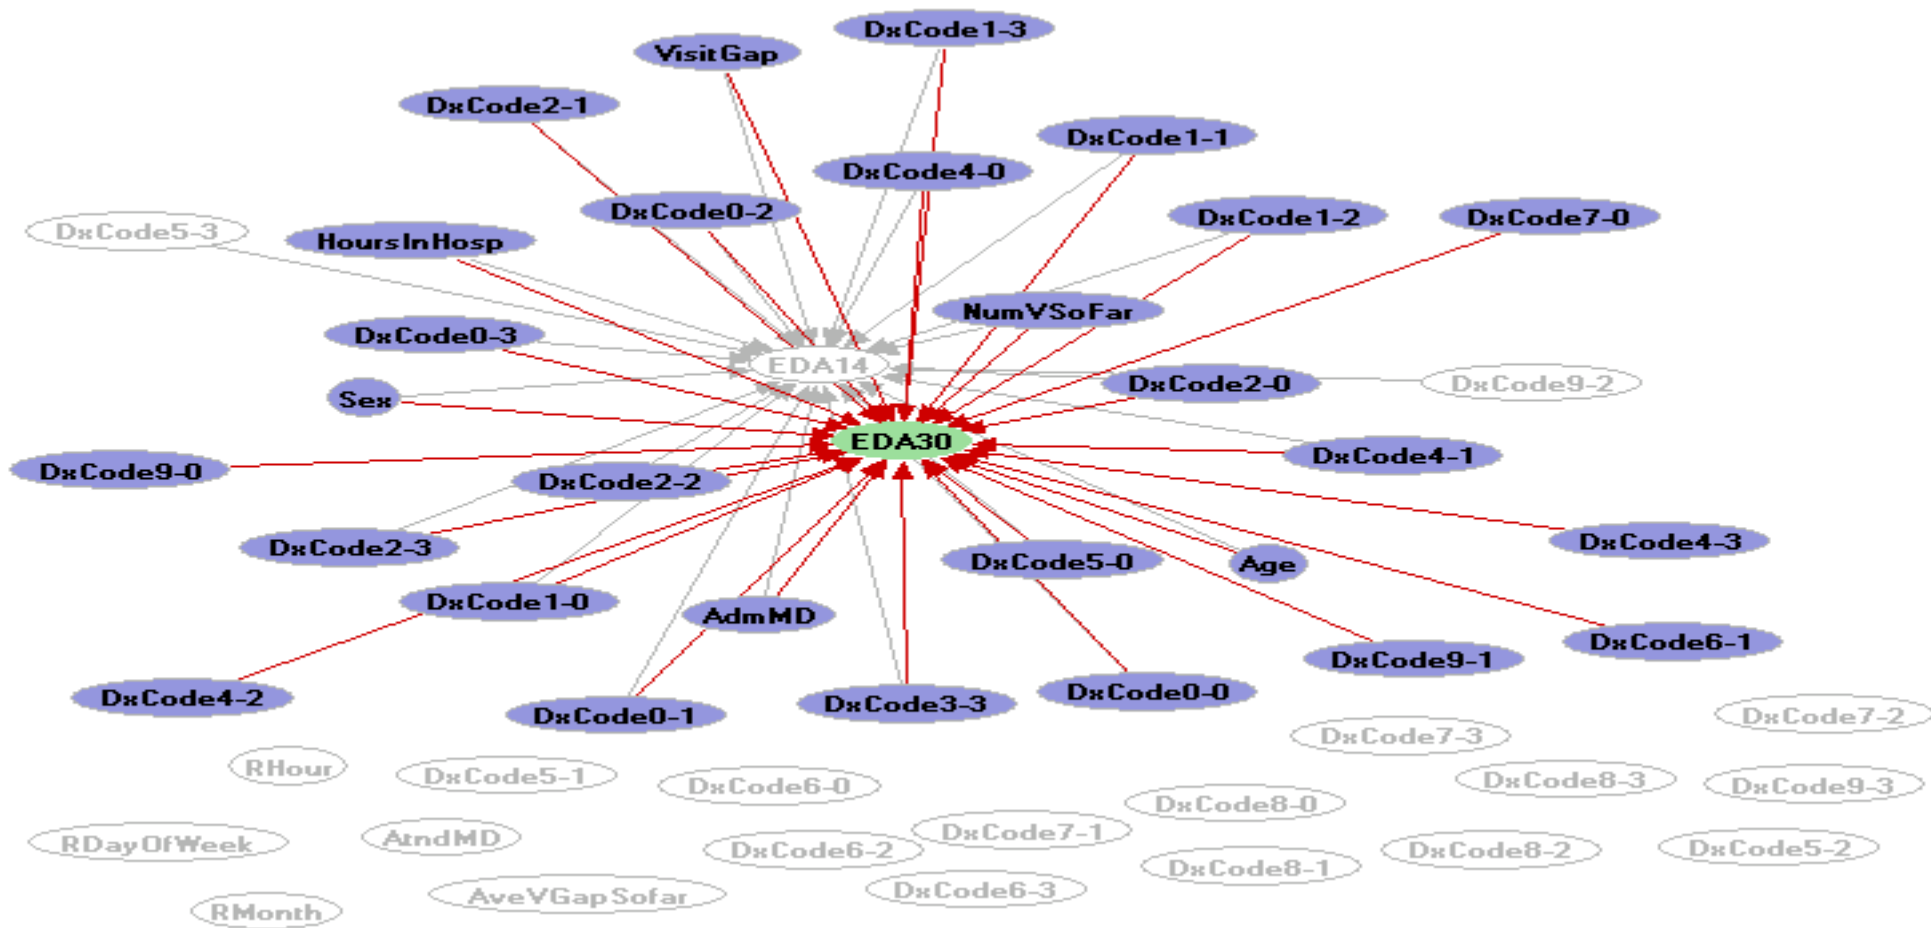 DxCode1-3
VisitGap
DxCode2-1
DxCode1-1
DxCode4-0
DxCode0-2
DxCode1-2
DxCode7-0
DxCode5-3
HoursInHosp
NumVSoFar
DxCode0-3
EDA14
DxCode2-0
DxCode9-2
Sex
EDA30
DxCode4-1
DxCode9-0
DxCode2-2
DxCode4-3
DxCode2-3
DxCode5-0
Age
DxCode1-0
AdmMD
DxCode6-1
DxCode9-1
DxCode0-0
DxCode4-2
DxCode3-3
DxCode0-1
DxCode7-2
DxCode7-3
RHour
DxCode5-1
DxCode8-3
DxCode6-0
DxCode9-3
DxCode8-0
DxCode7-1
AtndMD
RDayOfWeek
DxCode5-2
DxCode6-2
DxCode8-2
DxCode8-1
DxCode6-3
AveVGapSofar
RMonth